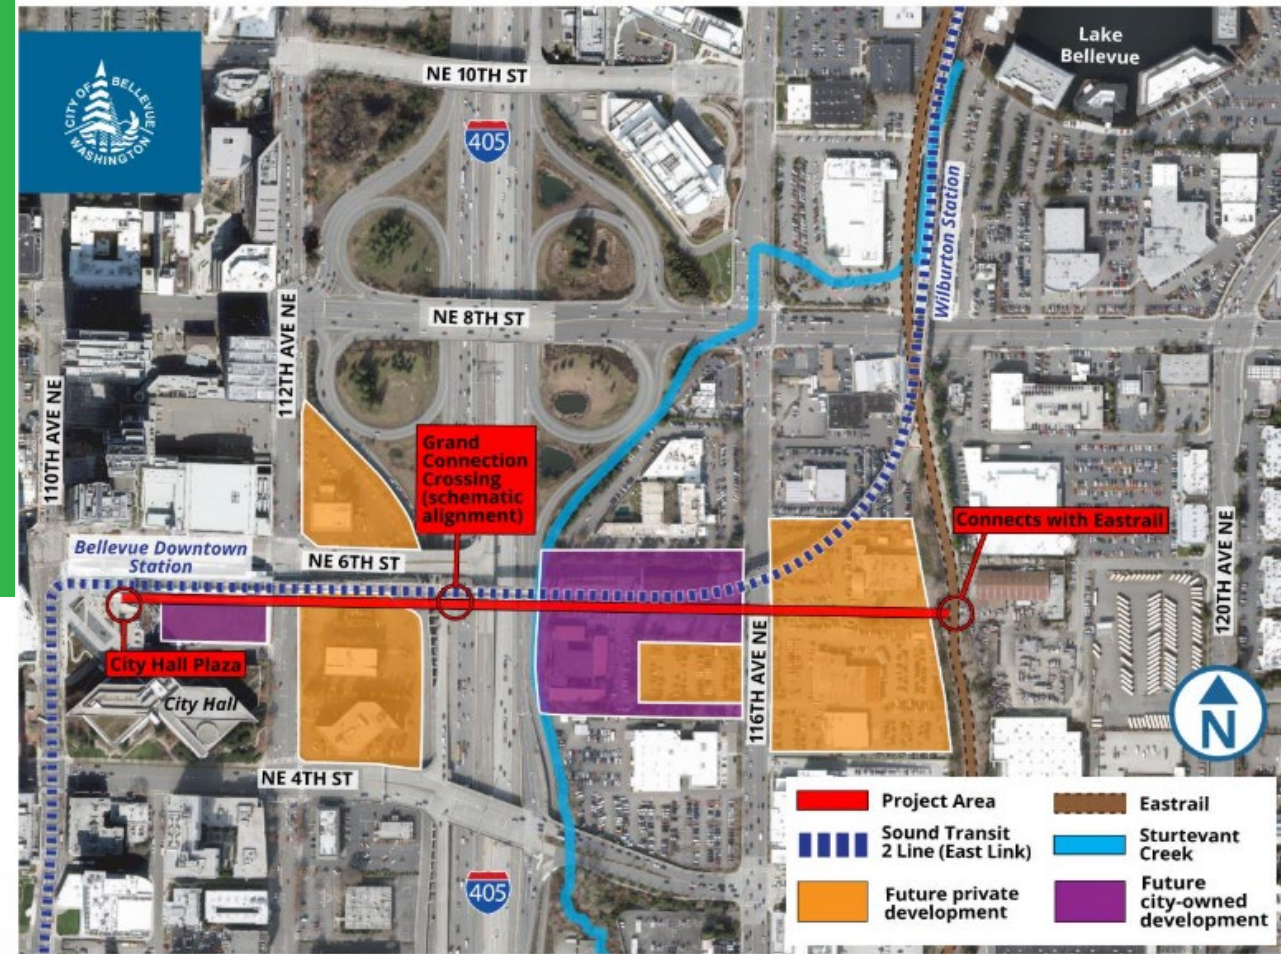 CITY OF BELLEVUE
WASHINGTON
Lake
Bellevue
NE 10TH ST
405
Wilburton Station
NE 8TH ST
112TH AVE NE
110TH AVE NE
Grand
Connection
Crossing
(schematic
alignment)
Connects with Eastrail
Bellevue Downtown
Station
NE 6TH ST
120TH AVE NE
City Hall Plaza
City Hall
116TH AVE NE
N
NE 4TH ST
405
Project Area
Sound Transit
2 Line (East Link)
Future private
development
Eastrail
Sturtevant
Creek
Future
city-owned
development